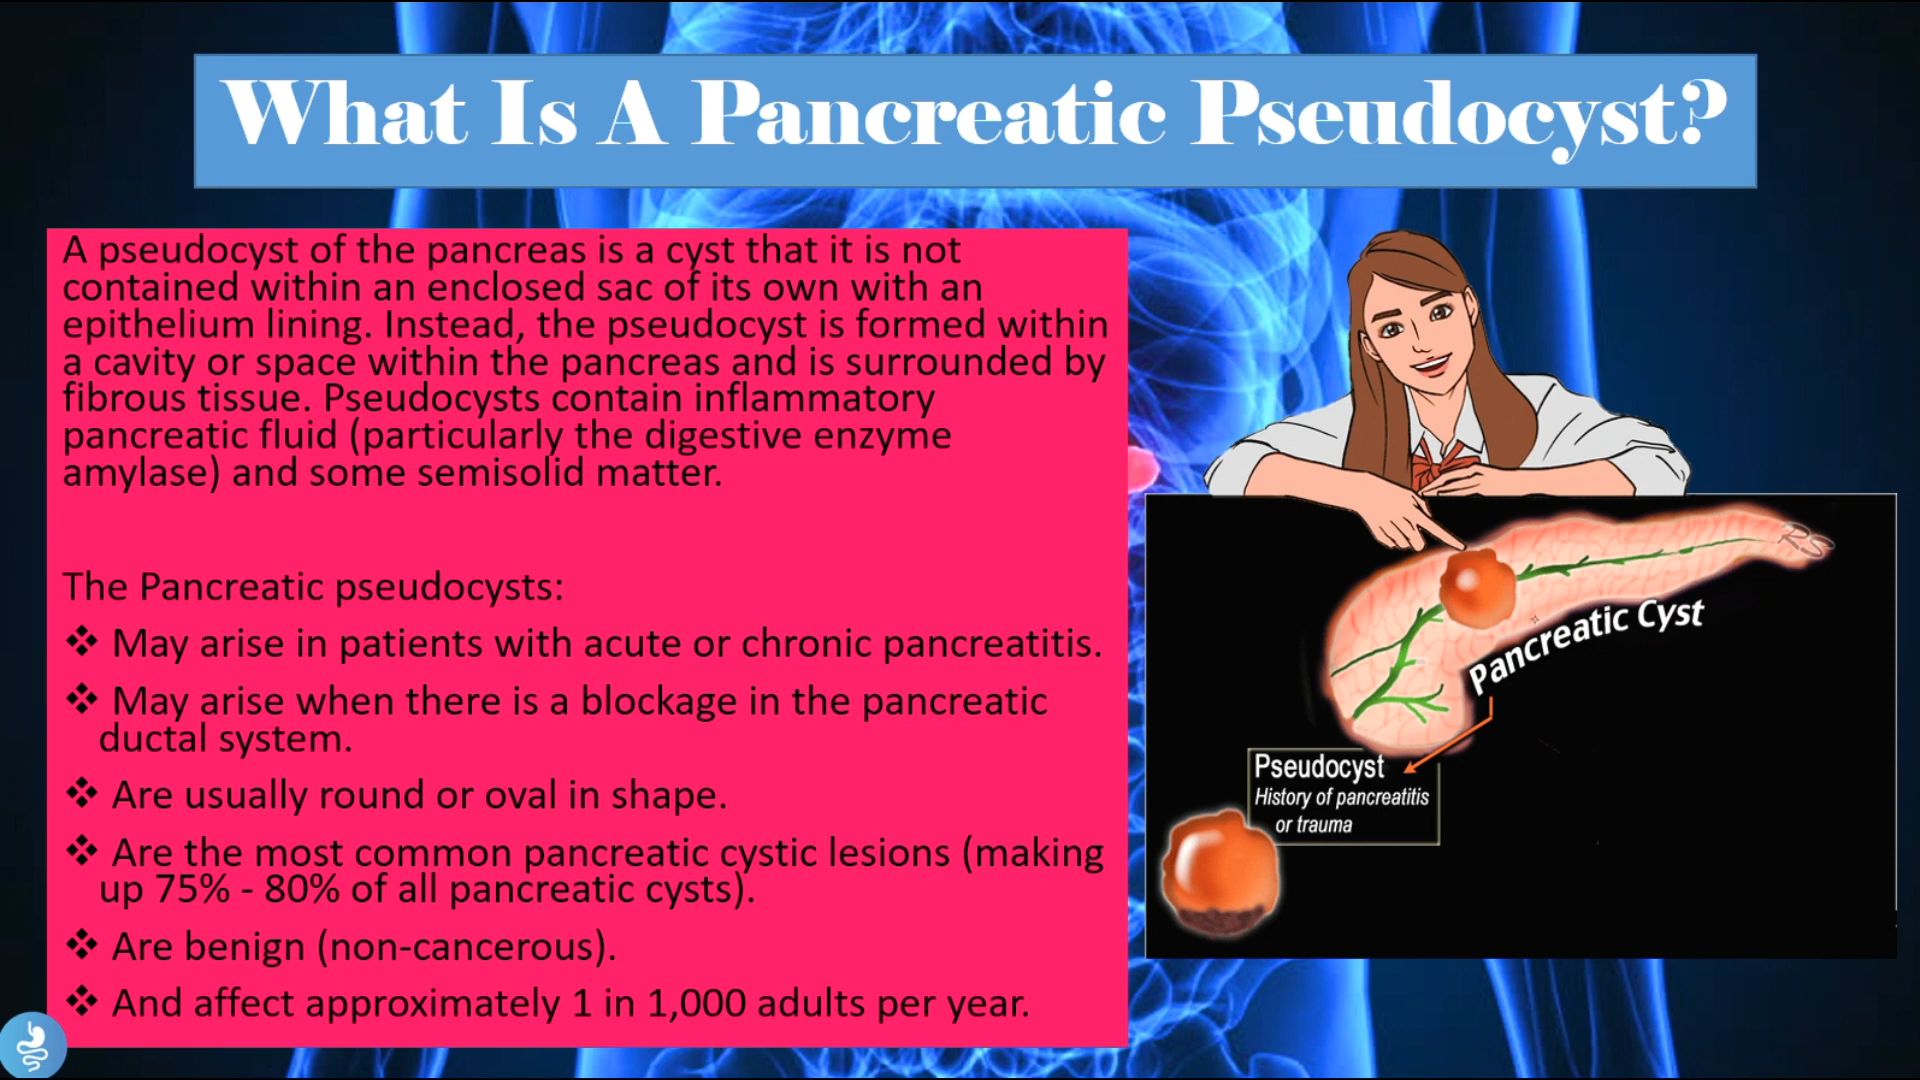 What Is A Pancreatic Pseudocyst?
A pseudocyst of the pancreas is a cyst that it is not
contained within an enclosed sac of its own with an
epithelium lining. Instead, the pseudocyst is formed within
a cavity or space within the pancreas and is surrounded by
fibrous tissue. Pseudocysts contain inflammatory
pancreatic fluid (particularly the digestive enzyme
amylase) and some semisolid matter.
The Pancreatic pseudocysts:
❖ May arise in patients with acute or chronic pancreatitis.
❖ May arise when there is a blockage in the pancreatic
ductal system.
❖ Are usually round or oval in shape.
❖ Are the most common pancreatic cystic lesions (making
up 75% - 80% of all pancreatic cysts).
❖ Are benign (non-cancerous).
❖ And affect approximately 1 in 1,000 adults per year.
RS
Pancreatic Cyst
Pseudocyst
History of pancreatitis
or trauma